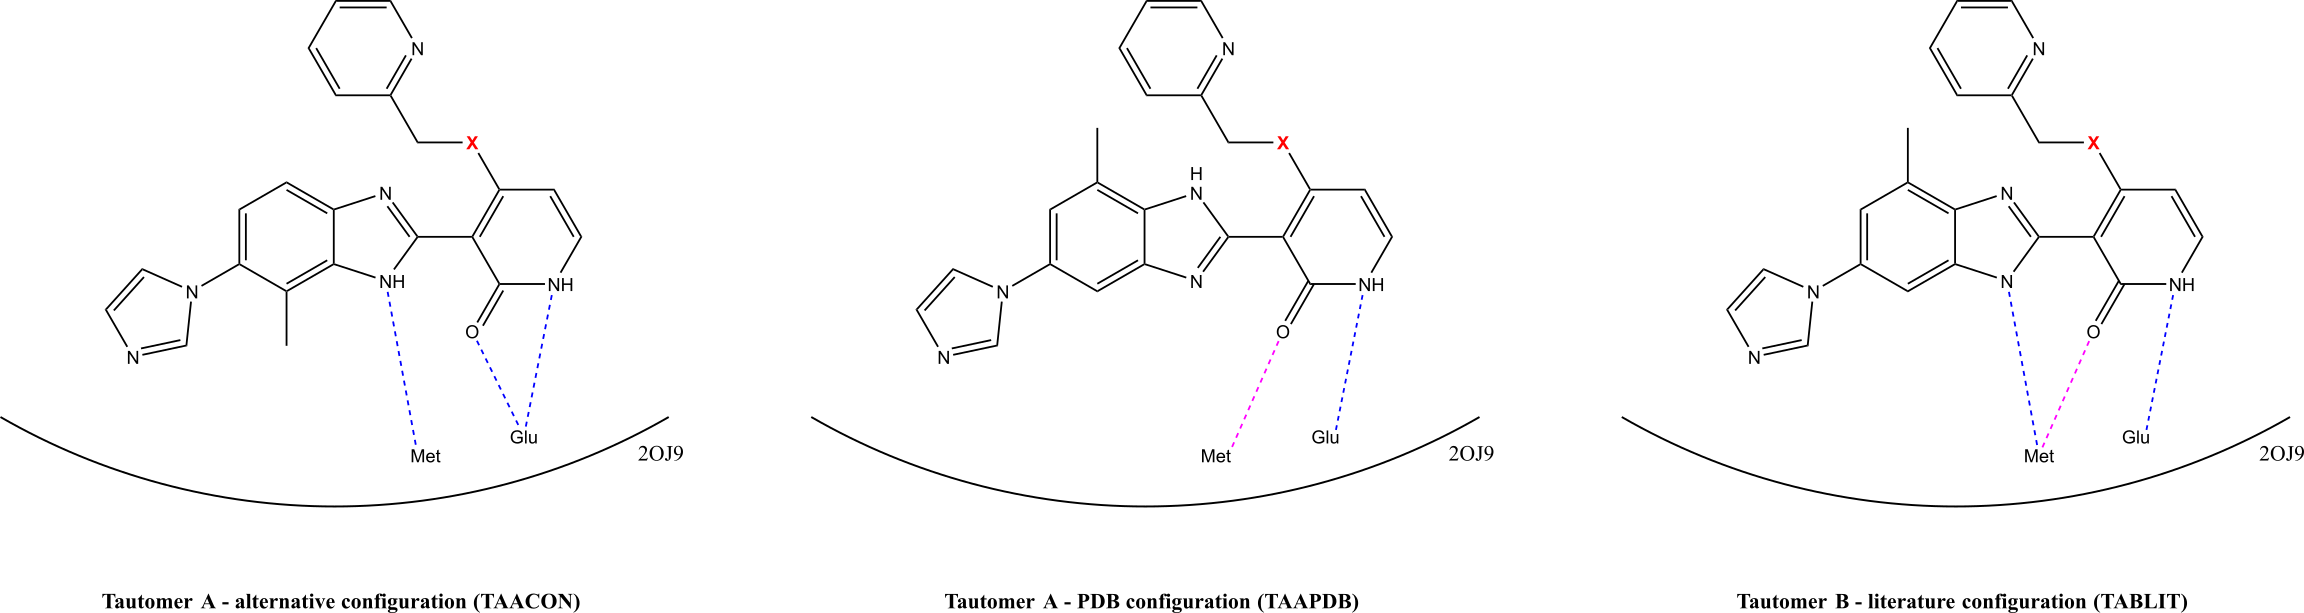 N
X
N
NH
NH
N
O
N
Glu
Met
2OJ9
Tautomer A - alternative configuration (TAACON)
N
X
H
N
N
NH
N
O
N
Glu
Met
2OJ9
Tautomer A - PDB configuration (TAAPDB)
N
X
N
N
NH
N
O
N
Glu
Met
2OJ9
Tautomer B - literature configuration (TABLIT)